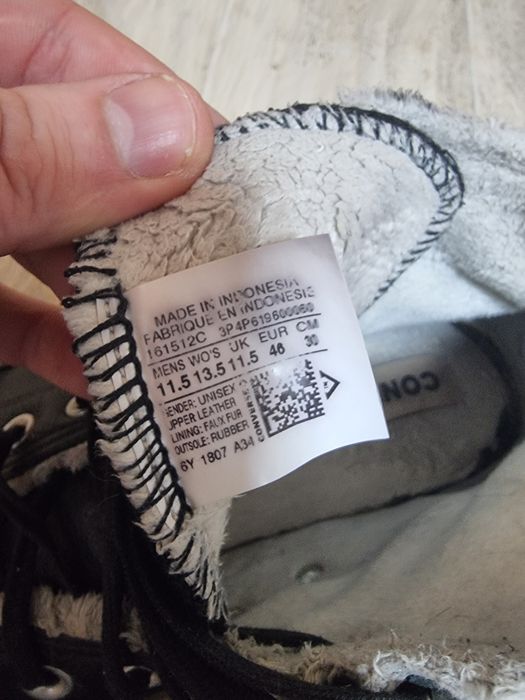 MADE IN INDONESIA
FABRIQUE EN INDONESIE
161512C 3P4P619600060
MENS WO'S UK EUR CM
11.5 13.5 11.5 46 30
GENDER: UNISEX
UPPER LEATHER
LINING: FAUX FUR
OUTSOLE: RUBBER
6Y 1807 A34
CONVERSE
CON